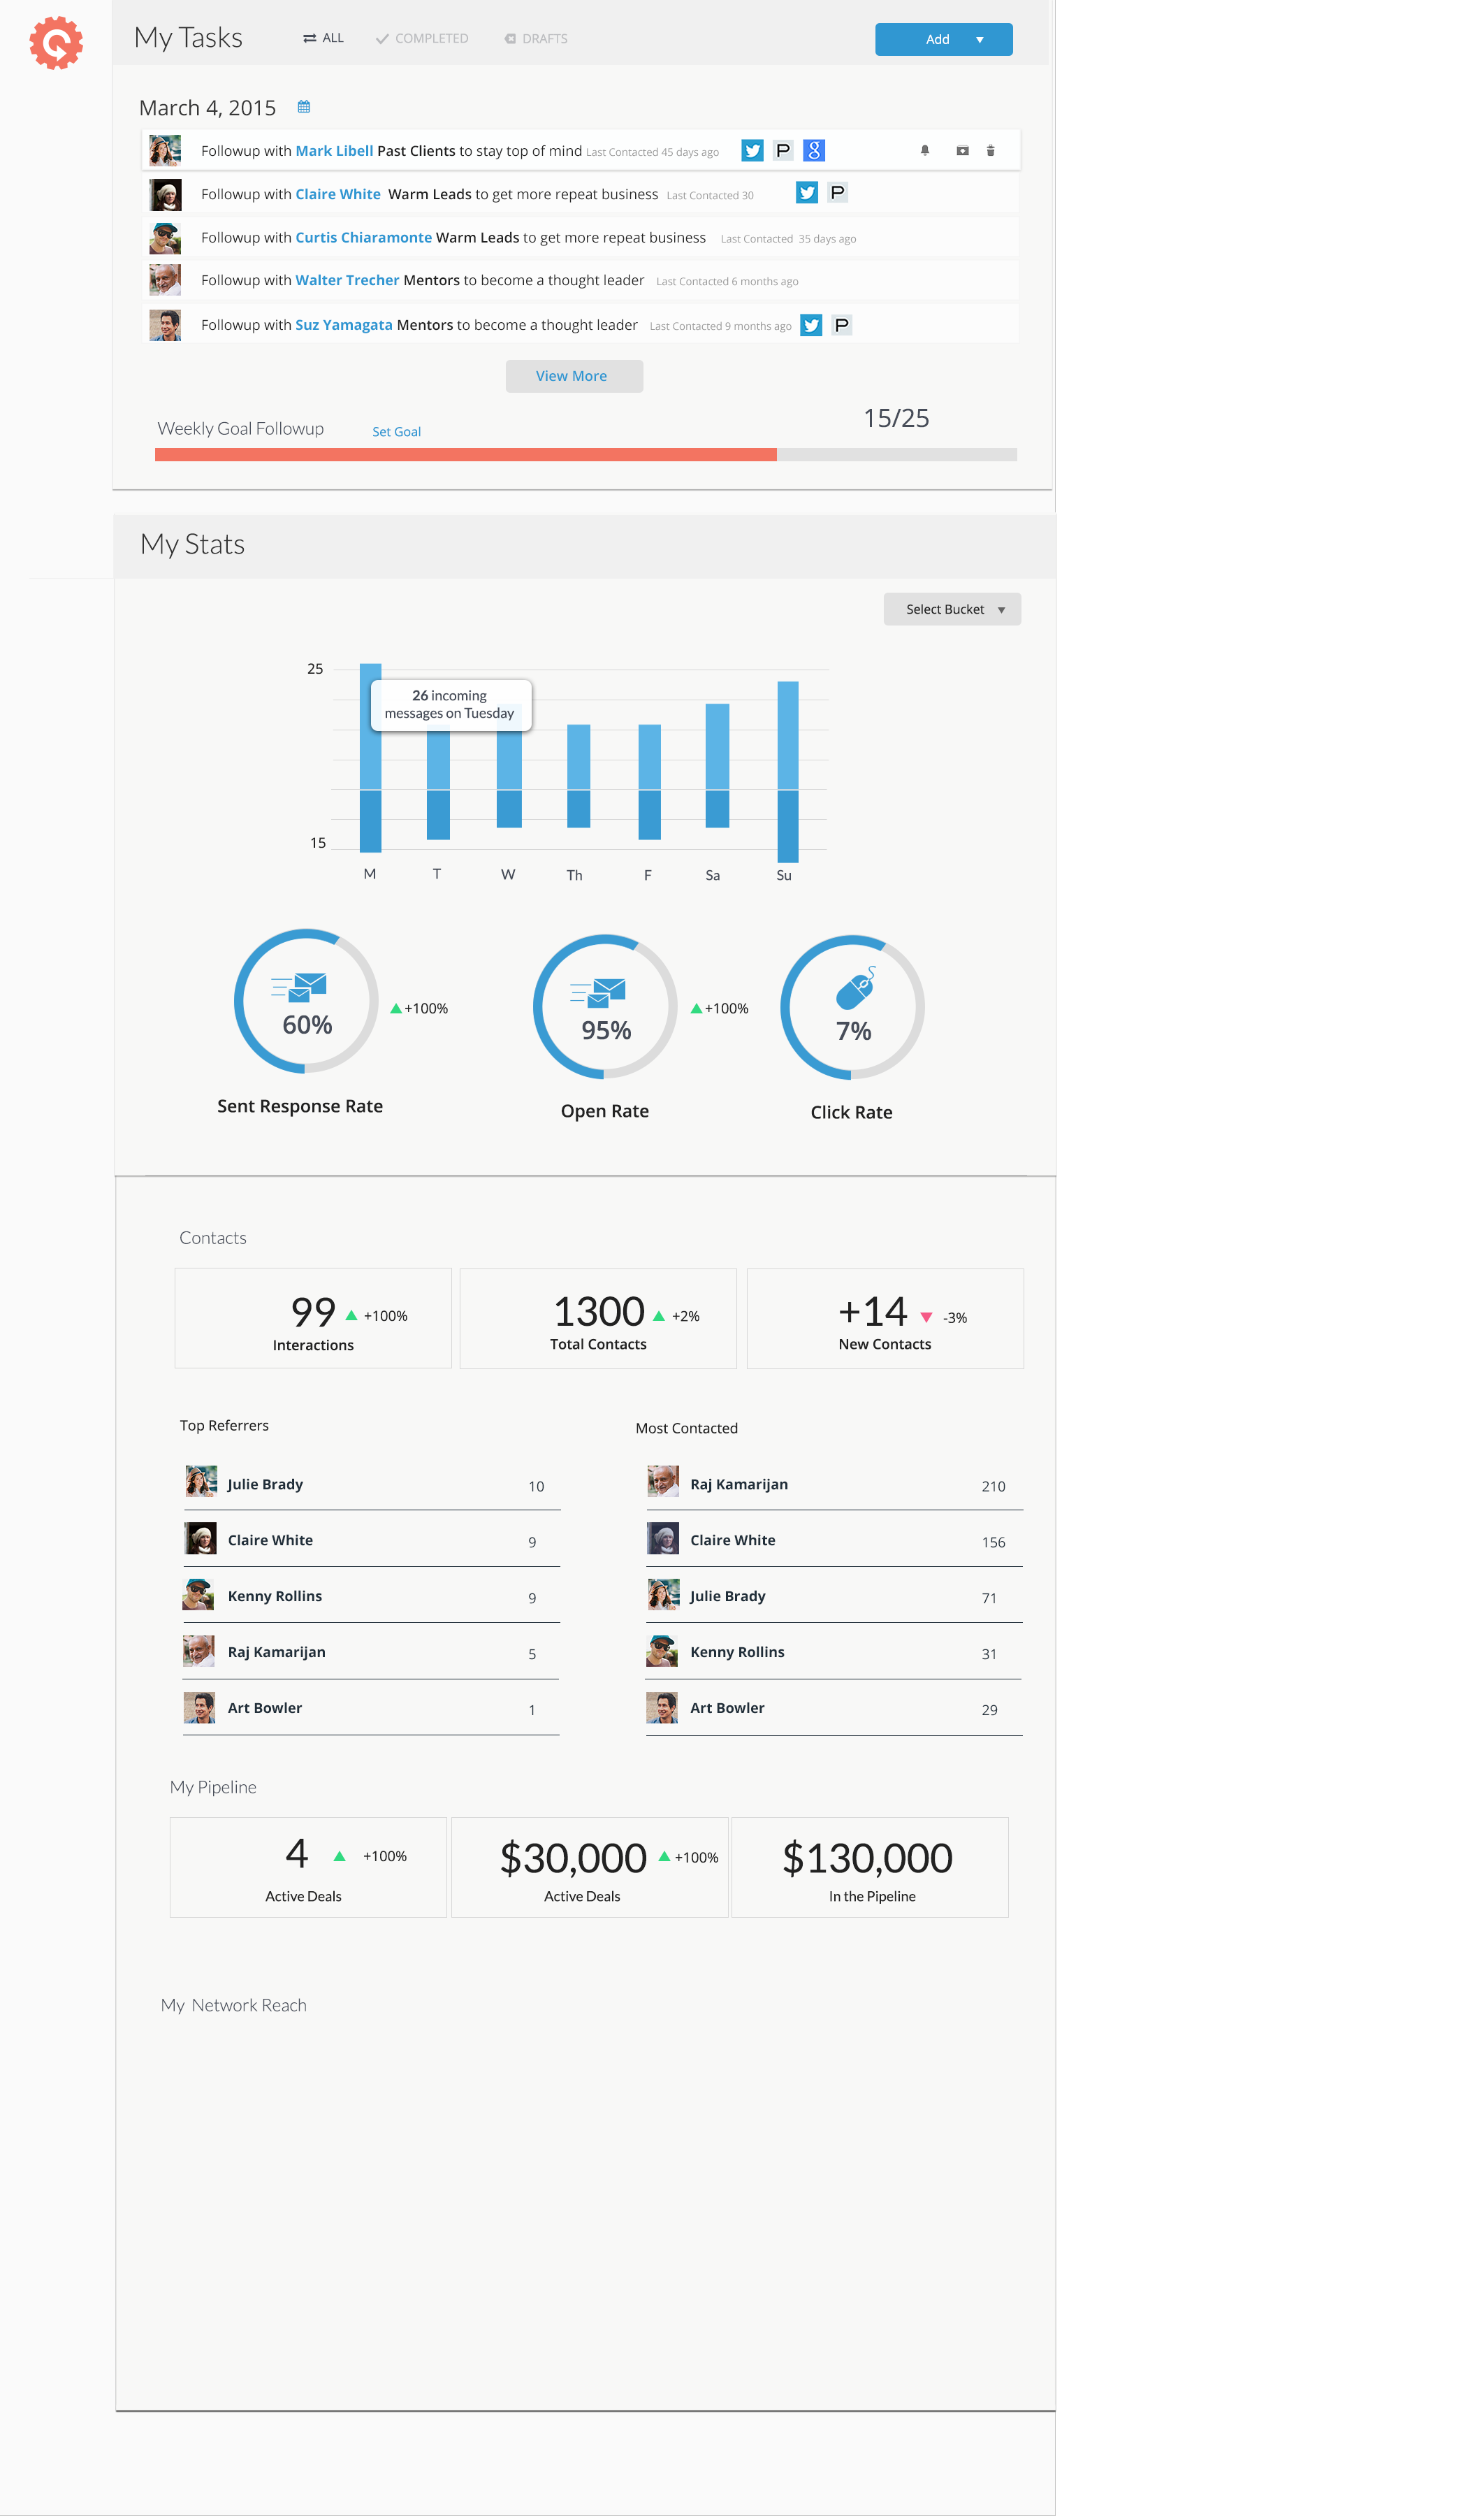 My Tasks
ALL
COMPLETED
DRAFTS
Add
March 4, 2015
Followup with Mark Libell Past Clients to stay top of mind Last Contacted 45 days ago
P
g
Followup with Claire White Warm Leads to get more repeat business Last Contacted 30
P
Followup with Curtis Chiaramonte Warm Leads to get more repeat business Last Contacted 35 days ago
Followup with Walter Trecher Mentors to become a thought leader Last Contacted 6 months ago
Followup with Suz Yamagata Mentors to become a thought leader Last Contacted 9 months ago
P
View More
15/25
Weekly Goal Followup
Set Goal
My Stats
Select Bucket
25
26 incoming
messages on Tuesday
15
M T W Th F Sa Su
60%
+100%
95%
+100%
7%
Sent Response Rate
Open Rate
Click Rate
Contacts
99 +100%
Interactions
1300 +2%
Total Contacts
+14 -3%
New Contacts
Top Referrers
Julie Brady 10
Claire White 9
Kenny Rollins 9
Raj Kamarijan 5
Art Bowler 1
Most Contacted
Raj Kamarijan 210
Claire White 156
Julie Brady 71
Kenny Rollins 31
Art Bowler 29
My Pipeline
4 +100%
Active Deals
$30,000 +100%
Active Deals
$130,000
In the Pipeline
My Network Reach